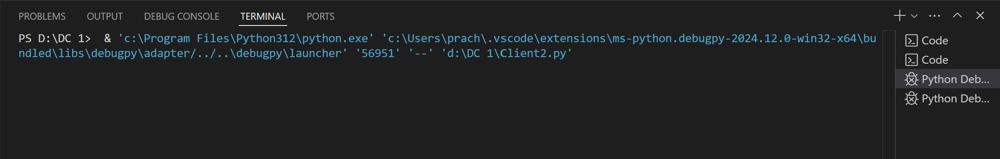 PROBLEMS OUTPUT DEBUG CONSOLE TERMINAL PORTS
PS D:\DC 1>  & 'c:\Program Files\Python312\python.exe' 'c:\Users\prach\.vscode\extensions\ms-python.debugpy-2024.12.0-win32-x64\bu
ndled\libs\debugpy\adapter/../..\debugpy\launcher' '56951' '--' 'd:\DC 1\Client2.py'
Code
Code
Python Deb...
Python Deb...